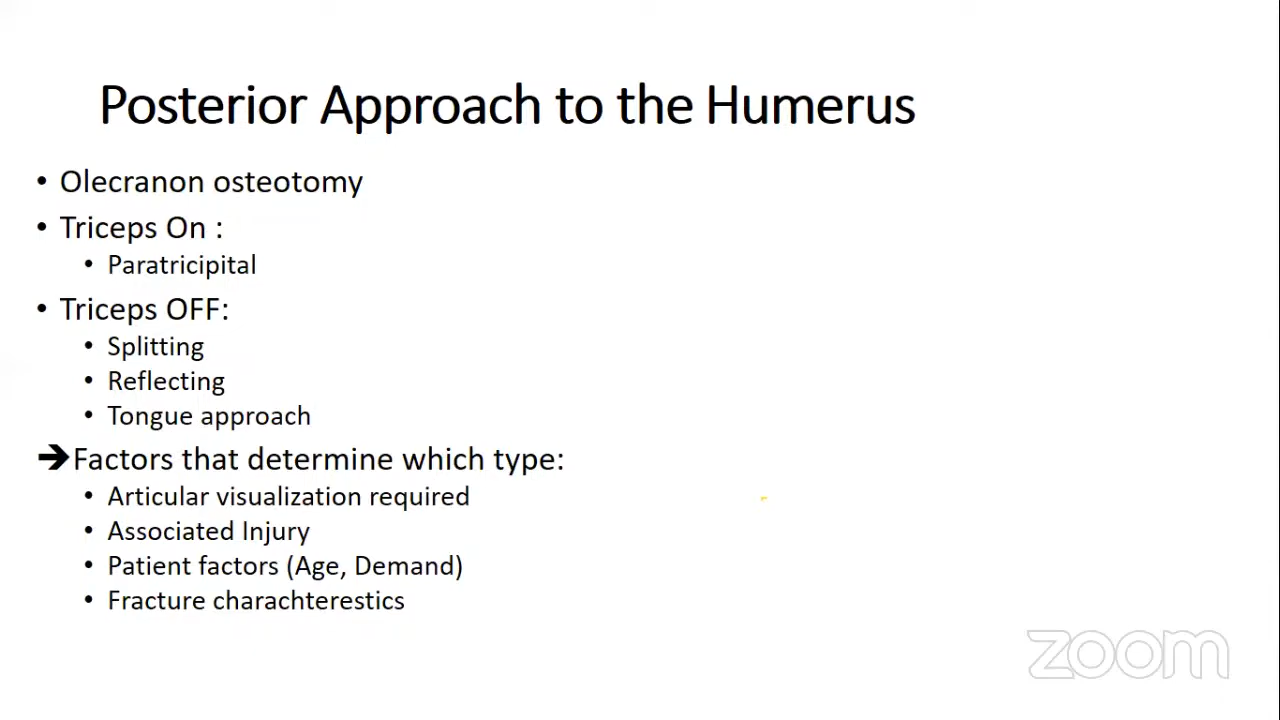 Posterior Approach to the Humerus
• Olecranon osteotomy
• Triceps On :
• Paratricipital
• Triceps OFF:
• Splitting
• Reflecting
• Tongue approach
➔Factors that determine which type:
• Articular visualization required
• Associated Injury
• Patient factors (Age, Demand)
• Fracture charachterestics
zoom